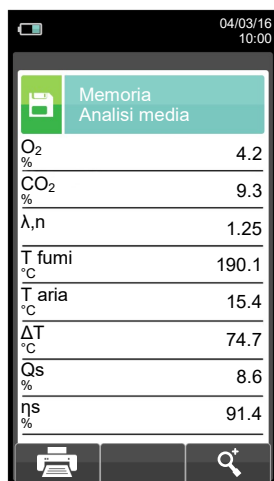 04/03/16
10:00
Memoria
Analisi media
O2
% 4.2
CO2
% 9.3
λ,n 1.25
T fumi
°C 190.1
T aria
°C 15.4
ΔT
°C 74.7
Qs
% 8.6
ηs
% 91.4